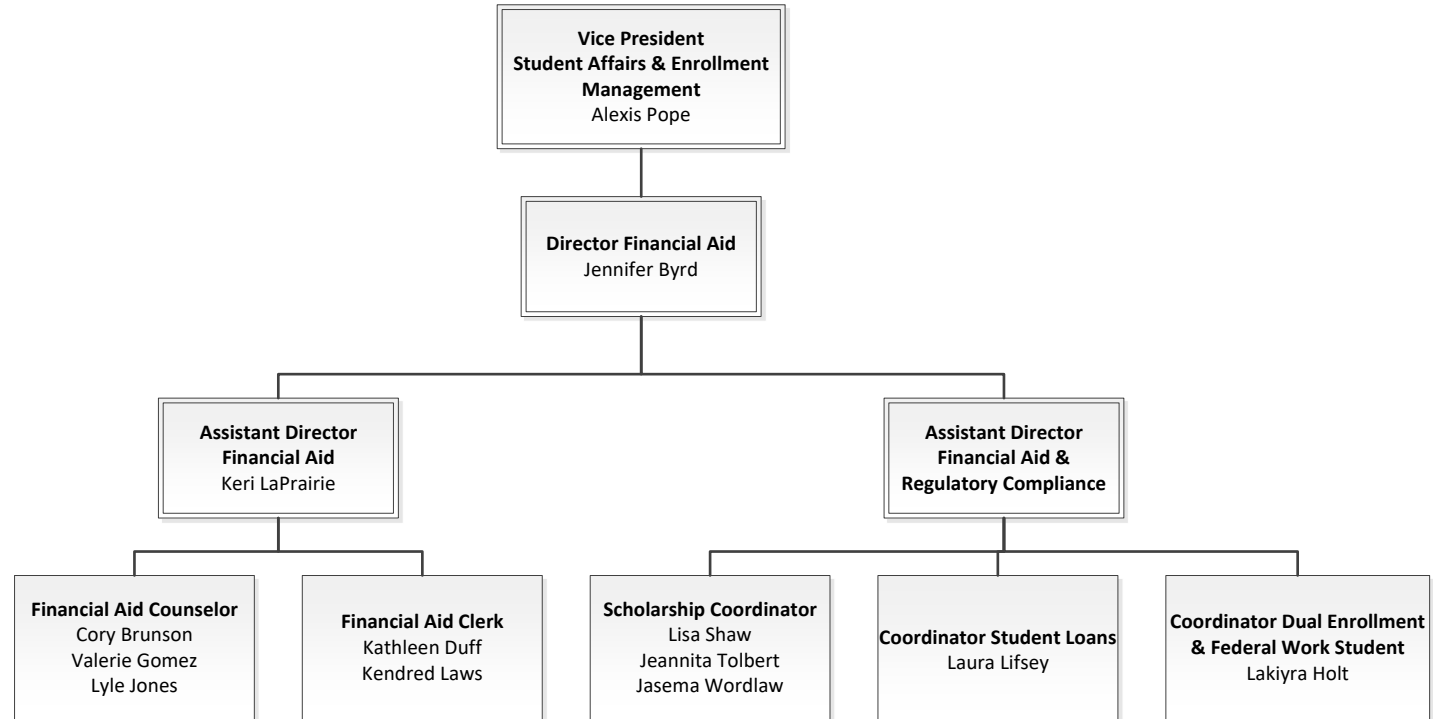 Vice President
Student Affairs & Enrollment
Management
Alexis Pope
Director Financial Aid
Jennifer Byrd
Assistant Director
Financial Aid
Keri LaPrairie
Assistant Director
Financial Aid &
Regulatory Compliance
Financial Aid Counselor
Cory Brunson
Valerie Gomez
Lyle Jones
Financial Aid Clerk
Kathleen Duff
Kendred Laws
Scholarship Coordinator
Lisa Shaw
Jeannita Tolbert
Jasema Wordlaw
Coordinator Student Loans
Laura Lifsey
Coordinator Dual Enrollment
& Federal Work Student
Lakiyra Holt